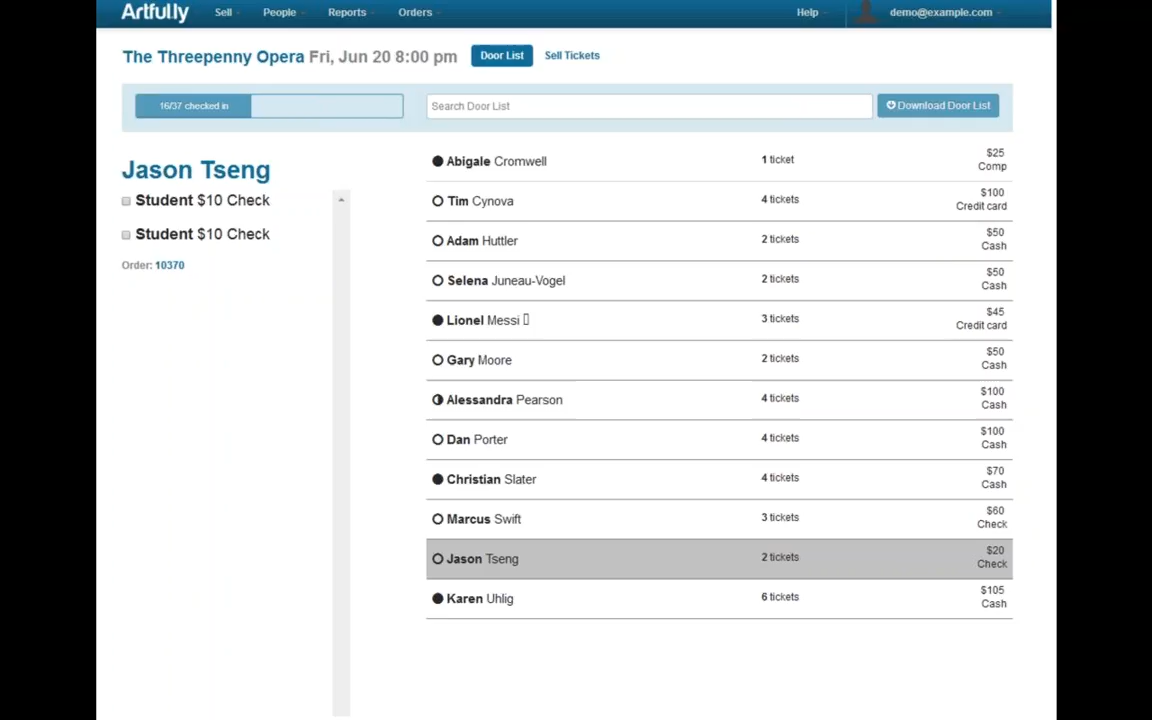 Artfully Sell People Reports Orders Help demo@example.com
The Threepenny Opera Fri, Jun 20 8:00 pm Door List Sell Tickets
16/37 checked in Search Door List Download Door List
Jason Tseng
Student $10 Check
Student $10 Check
Order: 10370
Abigale Cromwell 1 ticket $25
Comp
Tim Cynova 4 tickets $100
Credit card
Adam Huttler 2 tickets $50
Cash
Selena Juneau-Vogel 2 tickets $50
Cash
Lionel Messi 3 tickets $45
Credit card
Gary Moore 2 tickets $50
Cash
Alessandra Pearson 4 tickets $100
Cash
Dan Porter 4 tickets $100
Cash
Christian Slater 4 tickets $70
Cash
Marcus Swift 3 tickets $60
Check
Jason Tseng 2 tickets $20
Check
Karen Uhlig 6 tickets $105
Cash